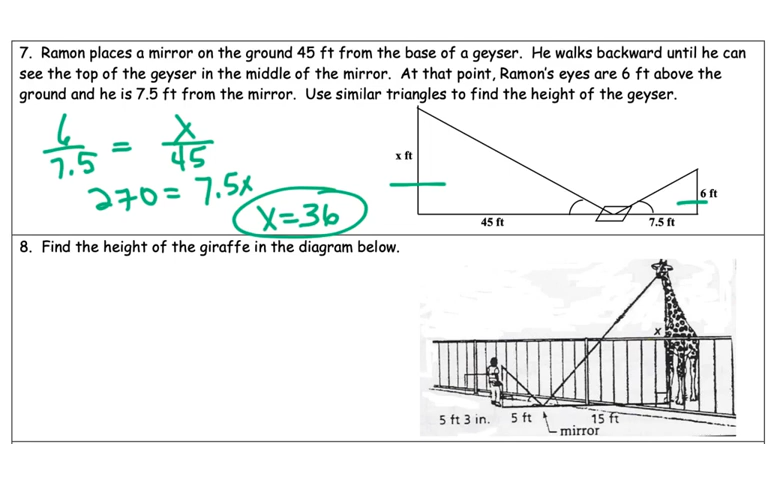 7. Ramon places a mirror on the ground 45 ft from the base of a geyser. He walks backward until he can
see the top of the geyser in the middle of the mirror. At that point, Ramon's eyes are 6 ft above the
ground and he is 7.5 ft from the mirror. Use similar triangles to find the height of the geyser.
6/7.5 = x/45
270 = 7.5x
x=36
x ft
6 ft
45 ft
7.5 ft
8. Find the height of the giraffe in the diagram below.
x
5 ft 3 in.
5 ft
15 ft
mirror